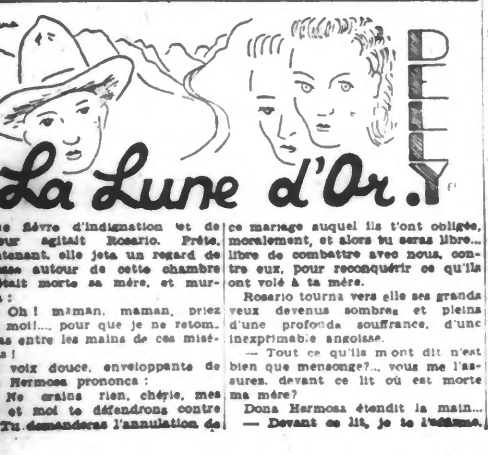 DELLY
La Lune d'Or.
e fièvre d'indignation et de
eur agitait Rosario. Prête,
ntenant, elle jeta un regard de
sse autour de cette chambre
était morte sa mère, et mur-
a :
Oh ! maman, maman, priez
moi!..., pour que je ne retom-
as entre les mains de ces misé-
s !
voix douce, enveloppante de
Hermosa prononça :
Ne crains rien, chérie, mes
et moi te défendrons contre
Tu demanderas l'annulation de
ce mariage auquel ils t'ont obligée,
moralement, et alors tu seras libre...
libre de combattre avec nous, con-
tre eux, pour reconquérir ce qu'ils
ont volé à ta mère.
Rosario tourna vers elle ses grands
yeux devenus sombres et pleins
d'une profonde souffrance, d'une
inexprimable angoisse.
— Tout ce qu'ils m'ont dit n'est
bien que mensonge?... vous me l'as-
surez, devant ce lit où est morte
ma mère?
Dona Hermosa étendit la main...
— Devant ce lit, je te l'affirme.